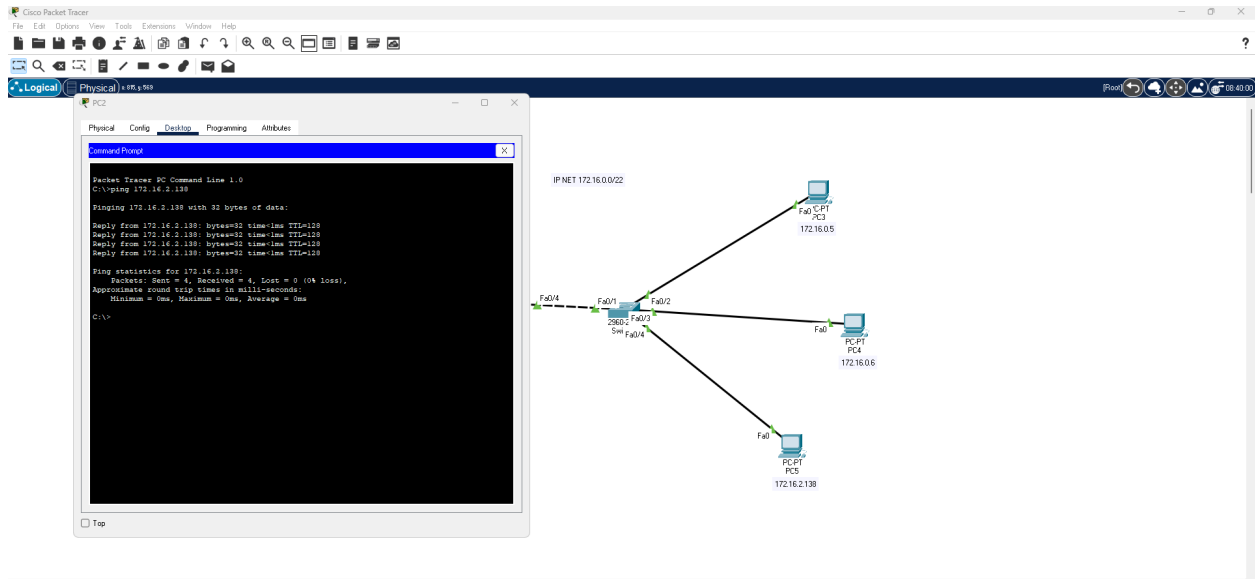 Cisco Packet Tracer
File Edit Options View Tools Extensions Window Help
?
Logical
Physical
x: 815, y: 569
[Root]
08:40:00
PC2
Physical Config Desktop Programming Attributes
Command Prompt
X
Packet Tracer PC Command Line 1.0
C:\>ping 172.16.2.138
Pinging 172.16.2.138 with 32 bytes of data:
Reply from 172.16.2.138: bytes=32 time<1ms TTL=128
Reply from 172.16.2.138: bytes=32 time<1ms TTL=128
Reply from 172.16.2.138: bytes=32 time<1ms TTL=128
Reply from 172.16.2.138: bytes=32 time<1ms TTL=128
Ping statistics for 172.16.2.138:
Packets: Sent = 4, Received = 4, Lost = 0 (0% loss),
Approximate round trip times in milli-seconds:
Minimum = 0ms, Maximum = 0ms, Average = 0ms
C:\>
Top
IP NET 172.16.0.0/22
Fa0
C-PT
PC3
172.16.0.5
Fa0/4
Fa0/1
Fa0/2
Fa0/3
2960-2
Swi
Fa0/4
Fa0
PC-PT
PC4
172.16.0.6
Fa0
PC-PT
PC5
172.16.2.138